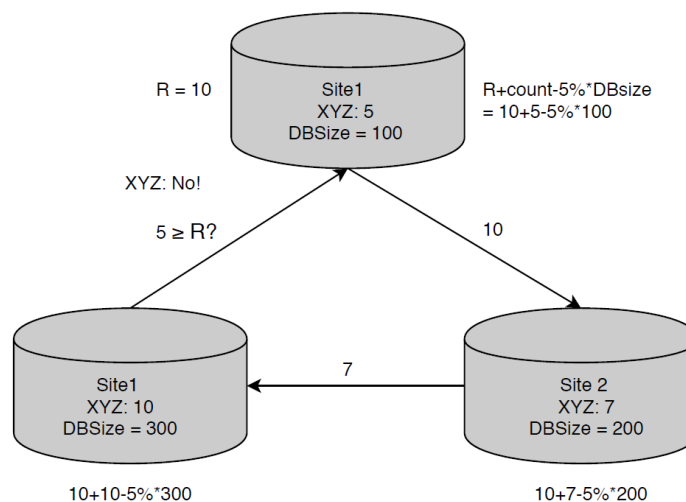 R = 10
Site1
XYZ: 5
DBSize = 100
R+count-5%*DBsize
= 10+5-5%*100
XYZ: No!
5 ≥ R?
10
7
Site1
XYZ: 10
DBSize = 300
Site 2
XYZ: 7
DBSize = 200
10+10-5%*300
10+7-5%*200